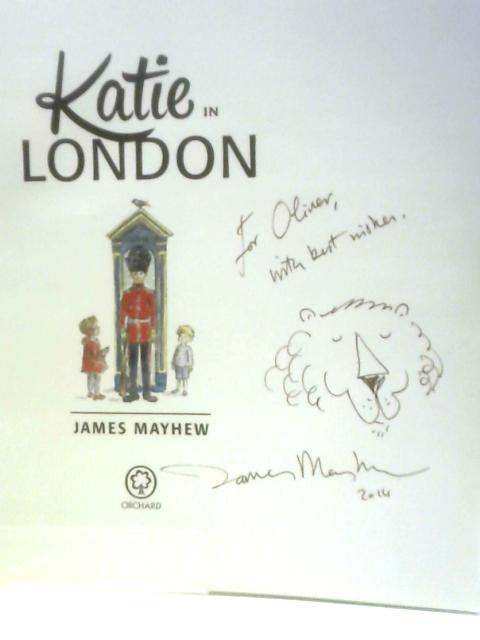 Katie IN
LONDON
For Oliver,
with best wishes.
JAMES MAYHEW
ORCHARD
James Mayhew
2014